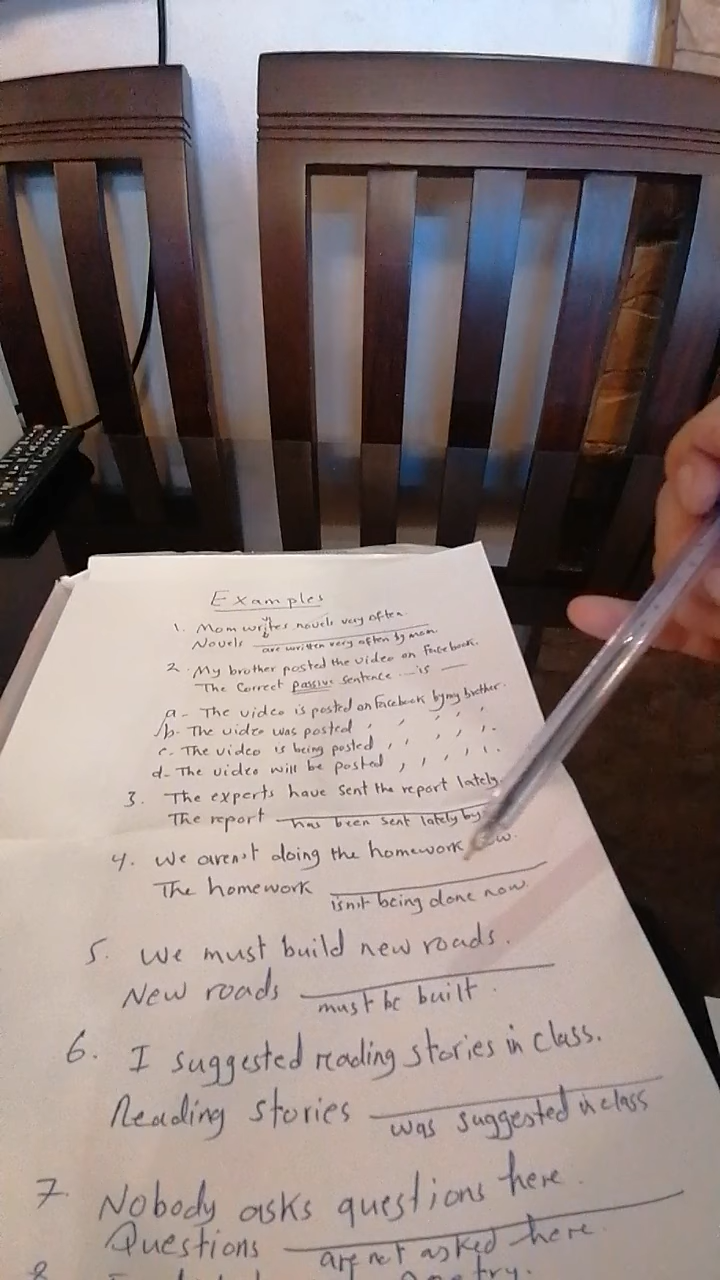 Examples
1. Mom writes novels very often.
Novels are written very often by mom
2. My brother posted the video on Facebook.
The Correct passive sentence is
a- The video is posted on Facebook by my brother.
b- The video was posted , , , , ,
c- The video is being posted , , , , ,
d- The video will be posted , , , , ,
3. The experts have sent the report lately.
The report has been sent lately by
4. We aren't doing the homework
The homework isn't being done now.
5. We must build new roads.
New roads must be built.
6. I suggested reading stories in class.
Reading stories was suggested in class
7. Nobody asks questions here.
Questions are not asked here.
8.